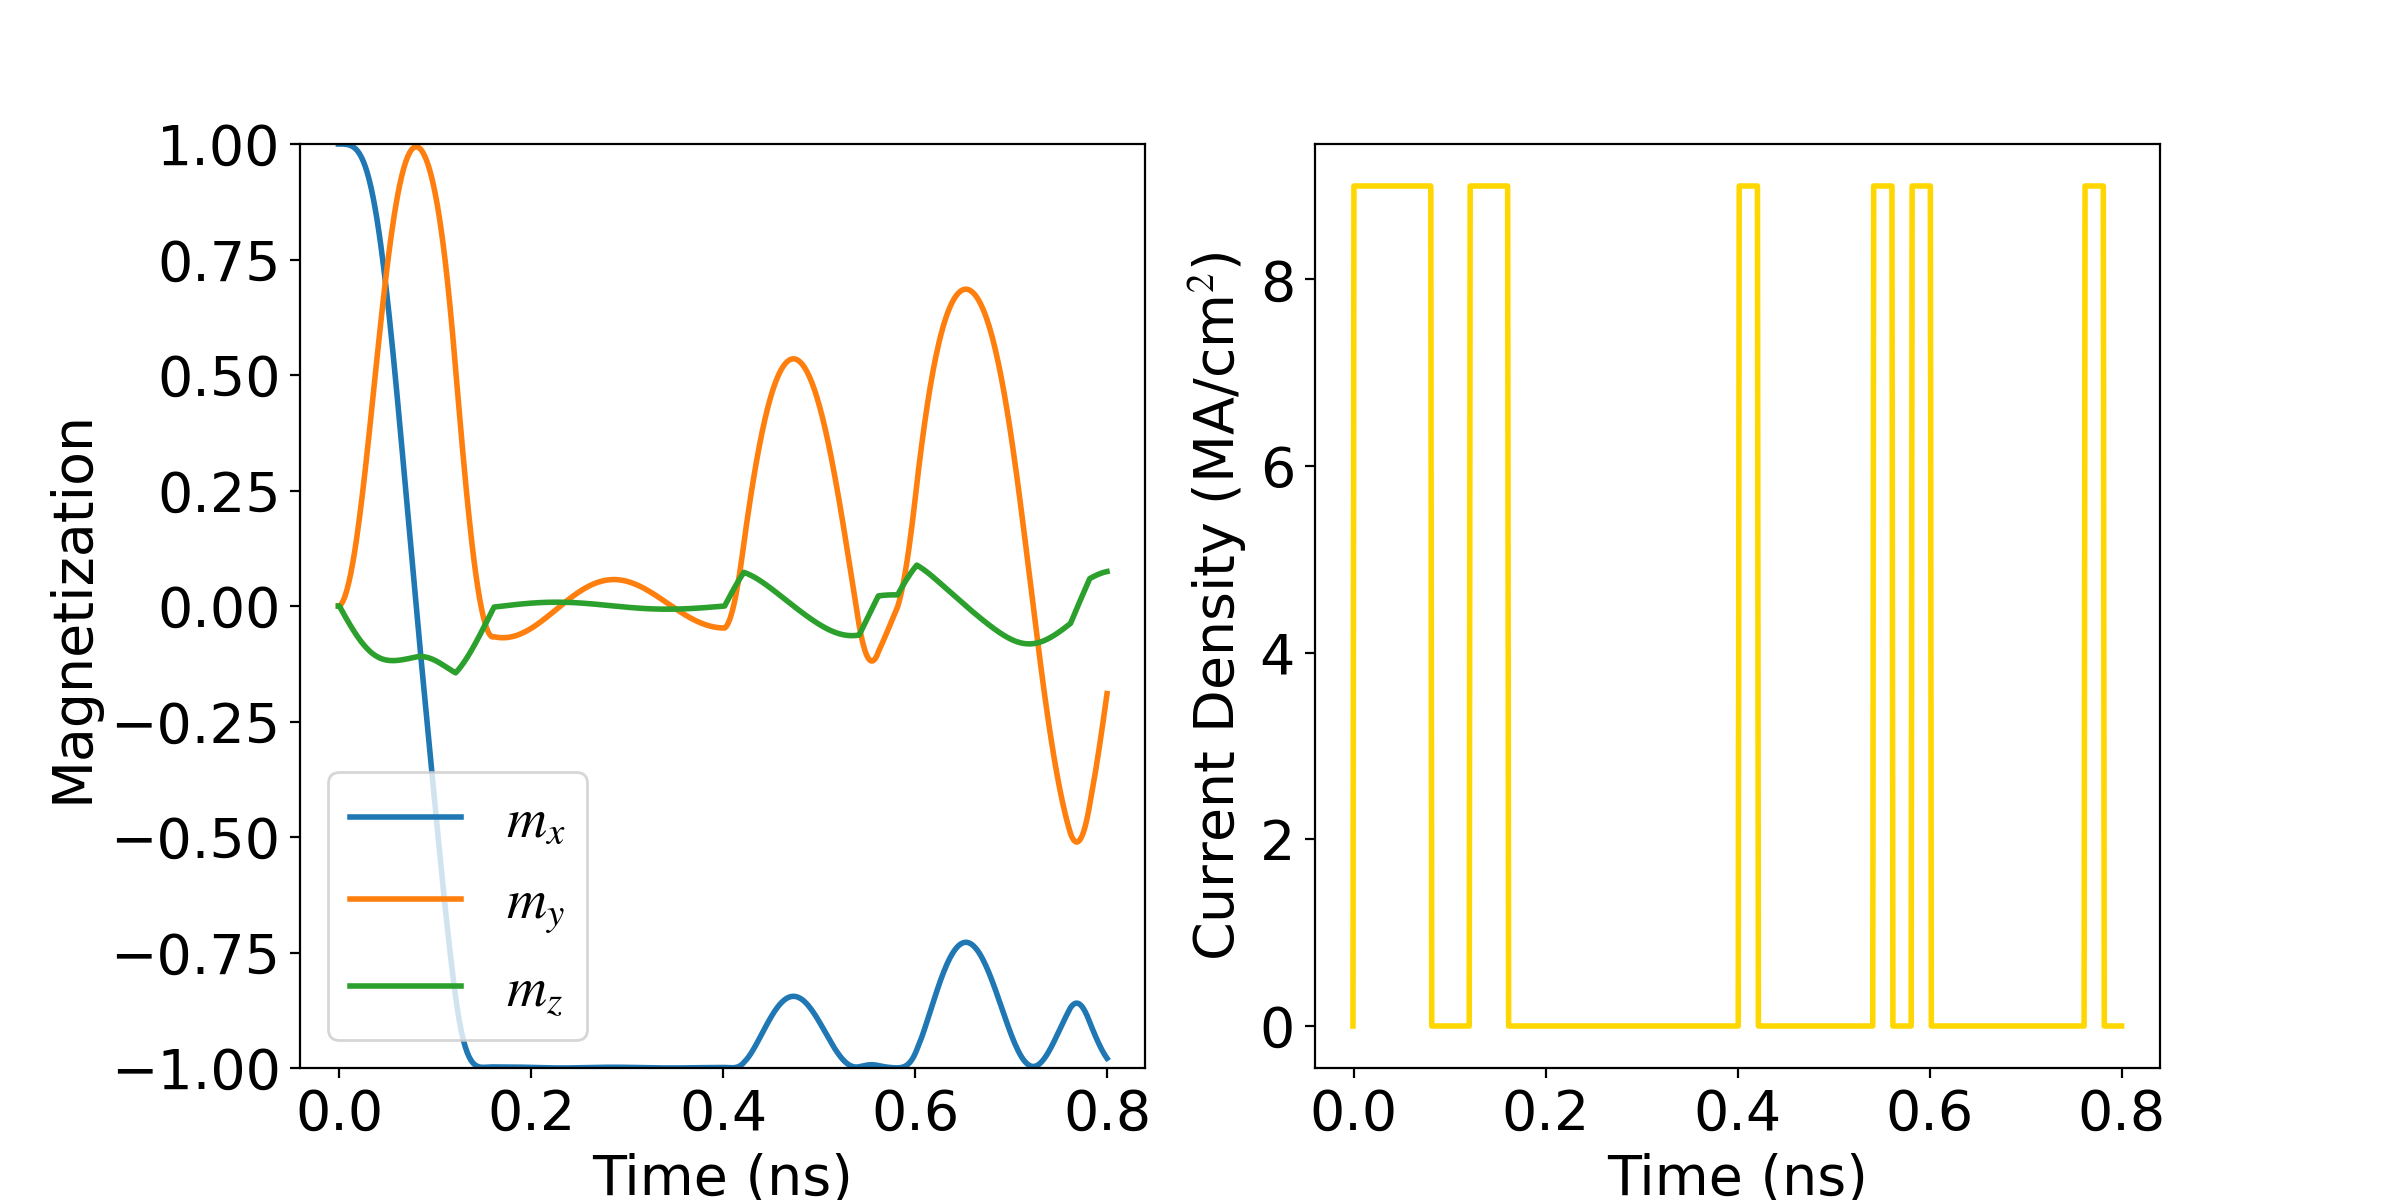 Magnetization
1.00
0.75
0.50
0.25
0.00
−0.25
−0.50
−0.75
−1.00
m_x
m_y
m_z
0.0 0.2 0.4 0.6 0.8
Time (ns)
Current Density (MA/cm²)
8
6
4
2
0
0.0 0.2 0.4 0.6 0.8
Time (ns)